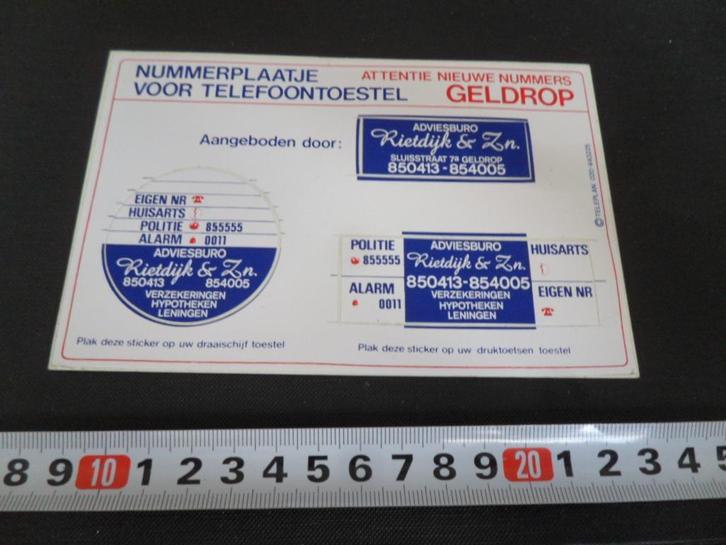 NUMMERPLAATJE
VOOR TELEFOONTOESTEL
ATTENTIE NIEUWE NUMMERS
GELDROP
Aangeboden door:
ADVIESBURO
Rietdijk & Zn.
SLUISSTRAAT 7a GELDROP
850413-854005
© TELEPLAN
EIGEN NR
HUISARTS
POLITIE 855555
ALARM 0011
ADVIESBURO
Rietdijk & Zn.
850413 854005
VERZEKERINGEN
HYPOTHEKEN
LENINGEN
Plak deze sticker op uw draaischijf toestel
POLITIE
855555
ALARM
0011
ADVIESBURO
Rietdijk & Zn.
850413-854005
VERZEKERINGEN
HYPOTHEKEN
LENINGEN
HUISARTS
EIGEN NR
Plak deze sticker op uw druktoetsen toestel
8 9 10 1 2 3 4 5 6 7 8 9 20 1 2 3 4 5